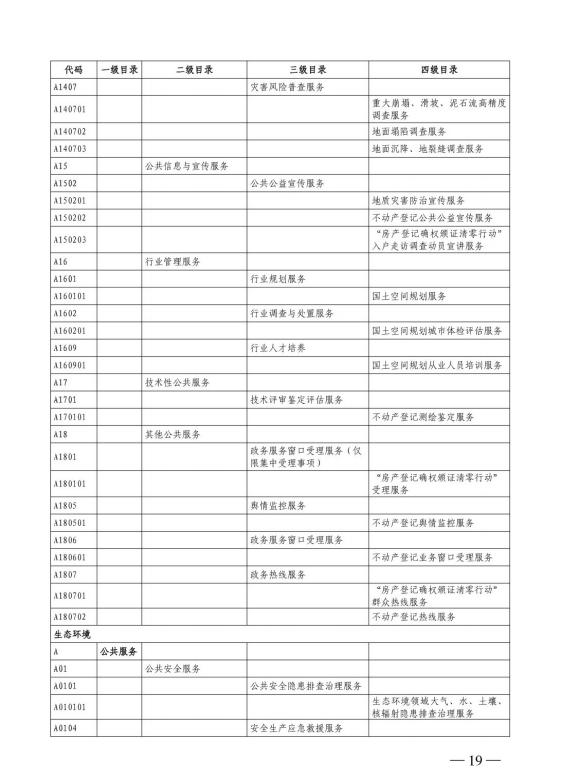 代码 一级目录 二级目录 三级目录 四级目录
A1407 灾害风险普查服务
A140701 重大崩塌、滑坡、泥石流高精度
调查服务
A140702 地面塌陷调查服务
A140703 地面沉降、地裂缝调查服务
A15 公共信息与宣传服务
A1502 公共公益宣传服务
A150201 地质灾害防治宣传服务
A150202 不动产登记公共公益宣传服务
A150203 “房产登记确权颁证清零行动”
入户走访调查动员宣讲服务
A16 行业管理服务
A1601 行业规划服务
A160101 国土空间规划服务
A1602 行业调查与处置服务
A160201 国土空间规划城市体检评估服务
A1609 行业人才培养
A160901 国土空间规划从业人员培训服务
A17 技术性公共服务
A1701 技术评审鉴定评估服务
A170101 不动产登记测绘鉴定服务
A18 其他公共服务
A1801 政务服务窗口受理服务（仅
限集中受理事项）
A180101 “房产登记确权颁证清零行动”
受理服务
A1805 舆情监控服务
A180501 不动产登记舆情监控服务
A1806 政务服务窗口受理服务
A180601 不动产登记业务窗口受理服务
A1807 政务热线服务
A180701 “房产登记确权颁证清零行动”
群众热线服务
A180702 不动产登记热线服务
生态环境
A 公共服务
A01 公共安全服务
A0101 公共安全隐患排查治理服务
A010101 生态环境领域大气、水、土壤、
核辐射隐患排查治理服务
A0104 安全生产应急救援服务
— 19 —